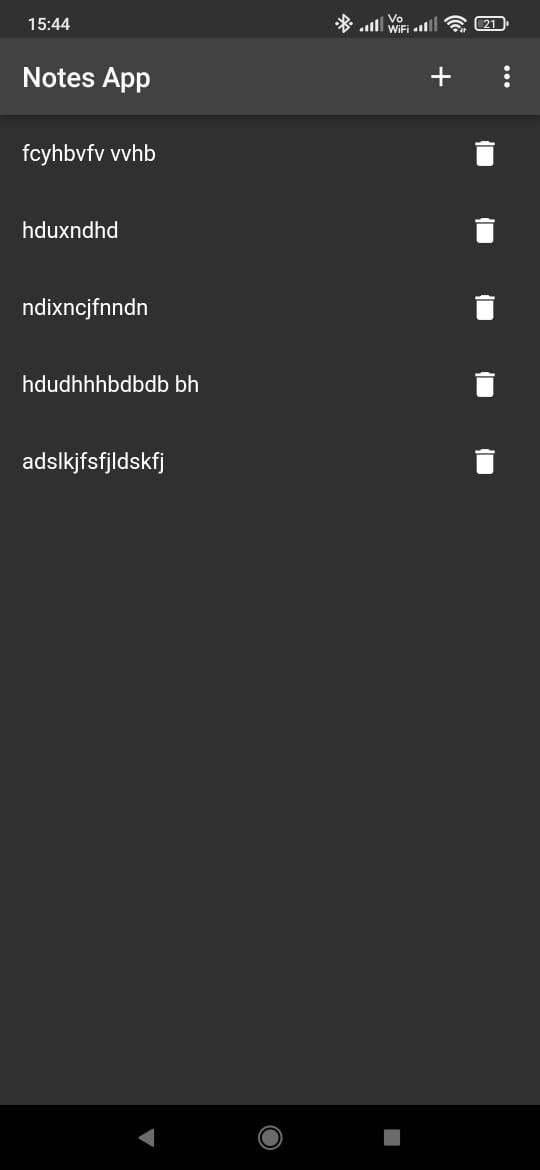 15:44
Vo
WiFi
21
Notes App
fcyhbvfv vvhb
hduxndhd
ndixncjfnndn
hdudhhhbdbdb bh
adslkjfsfjldskfj